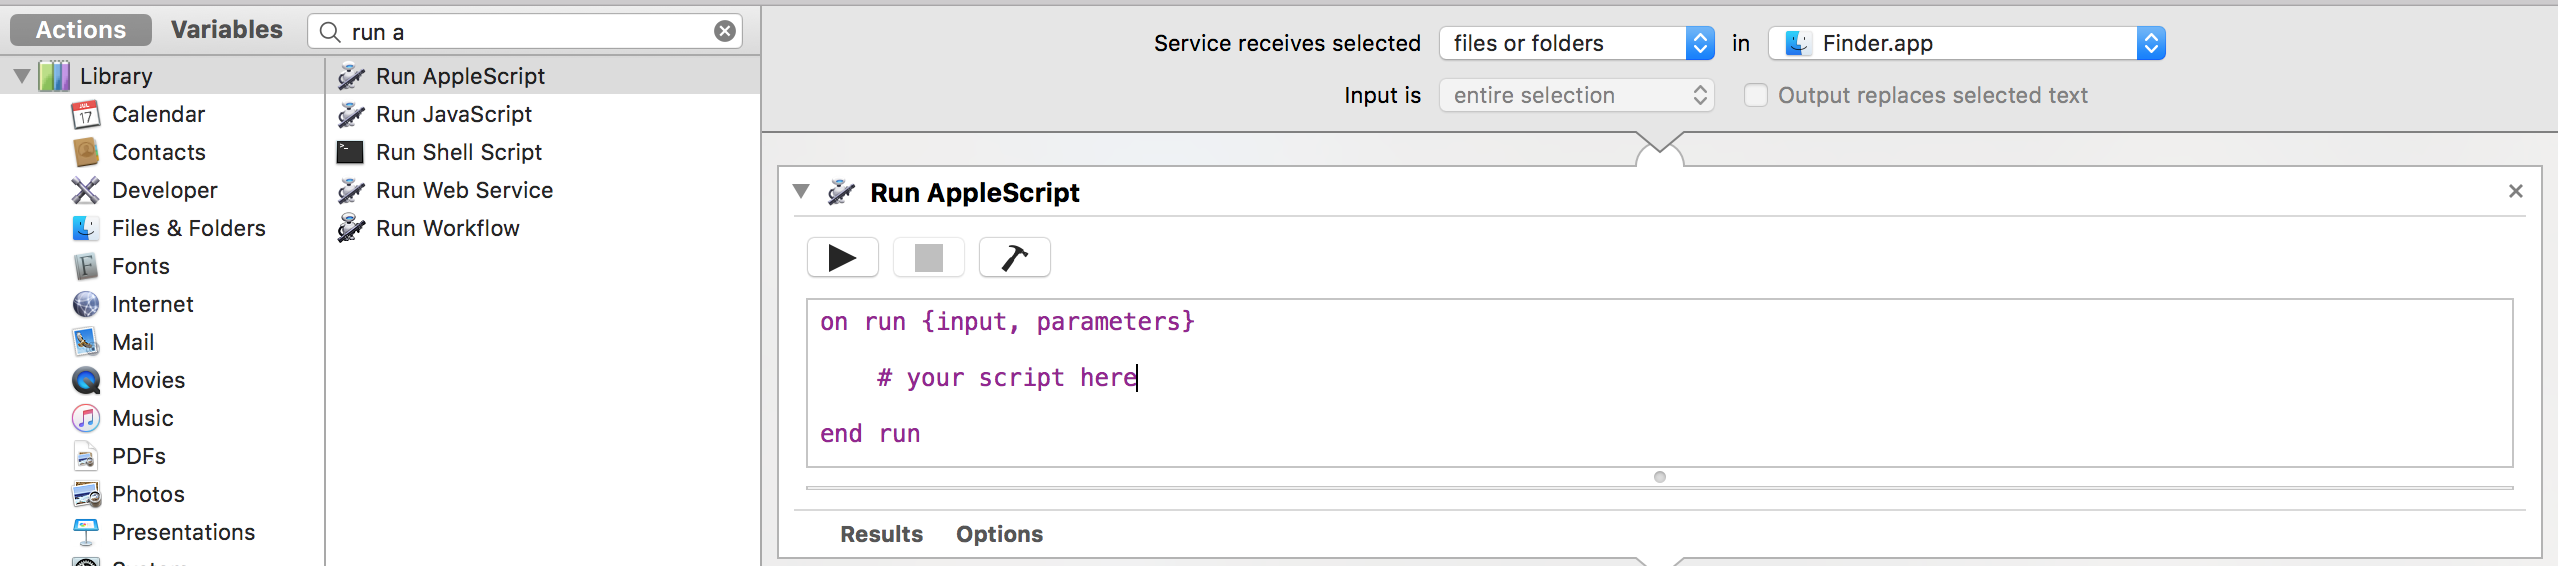 Actions Variables run a
Library
Calendar
Contacts
Developer
Files & Folders
Fonts
Internet
Mail
Movies
Music
PDFs
Photos
Presentations
Run AppleScript
Run JavaScript
Run Shell Script
Run Web Service
Run Workflow
Service receives selected files or folders in Finder.app
Input is entire selection Output replaces selected text
Run AppleScript
on run {input, parameters}
# your script here
end run
Results Options